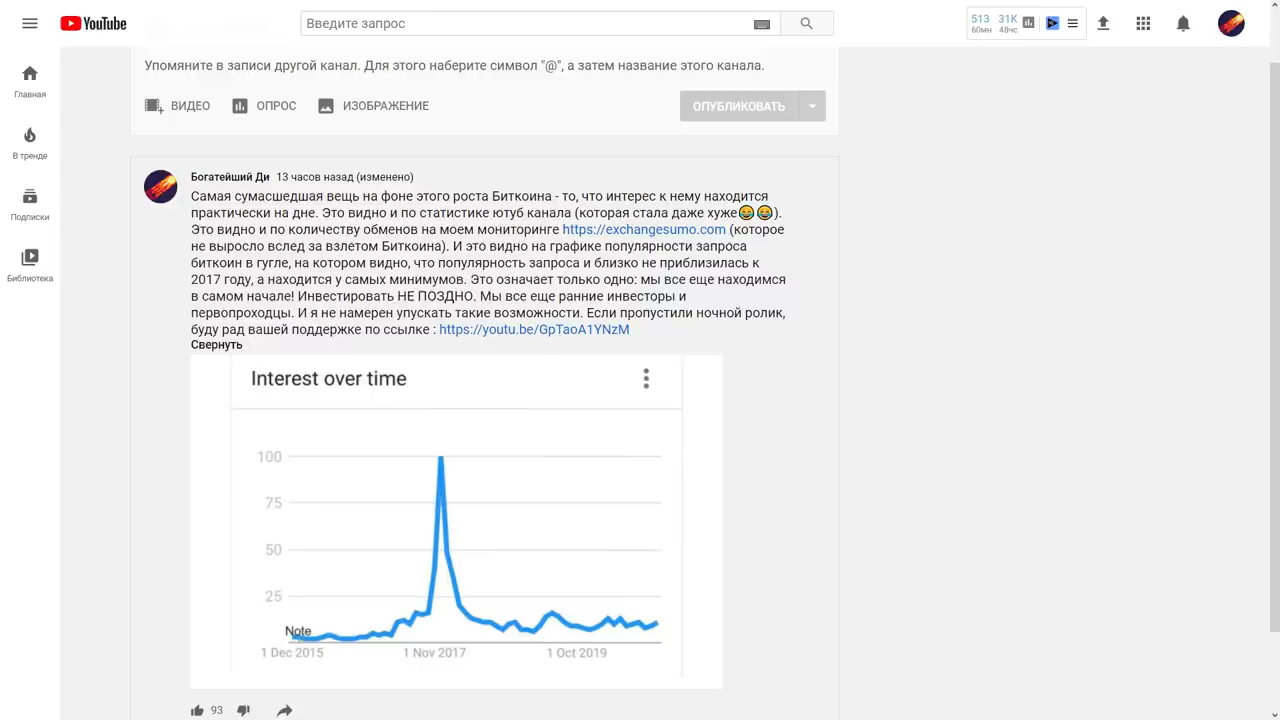 YouTube
Введите запрос
513 31K
60мн 48чс
Упомяните в записи другой канал. Для этого наберите символ "@", а затем название этого канала.
Главная
ВИДЕО ОПРОС ИЗОБРАЖЕНИЕ ОПУБЛИКОВАТЬ
В тренде
Подписки
Библиотека
Богатейший Ди 13 часов назад (изменено)
Самая сумасшедшая вещь на фоне этого роста Биткоина - то, что интерес к нему находится
практически на дне. Это видно и по статистике ютуб канала (которая стала даже хуже😂😂).
Это видно и по количеству обменов на моем мониторинге https://exchangesumo.com (которое
не выросло вслед за взлетом Биткоина). И это видно на графике популярности запроса
биткоин в гугле, на котором видно, что популярность запроса и близко не приблизилась к
2017 году, а находится у самых минимумов. Это означает только одно: мы все еще находимся
в самом начале! Инвестировать НЕ ПОЗДНО. Мы все еще ранние инвесторы и
первопроходцы. И я не намерен упускать такие возможности. Если пропустили ночной ролик,
буду рад вашей поддержке по ссылке : https://youtu.be/GpTaoA1YNzM
Свернуть
Interest over time
100
75
50
25
Note
1 Dec 2015 1 Nov 2017 1 Oct 2019
93